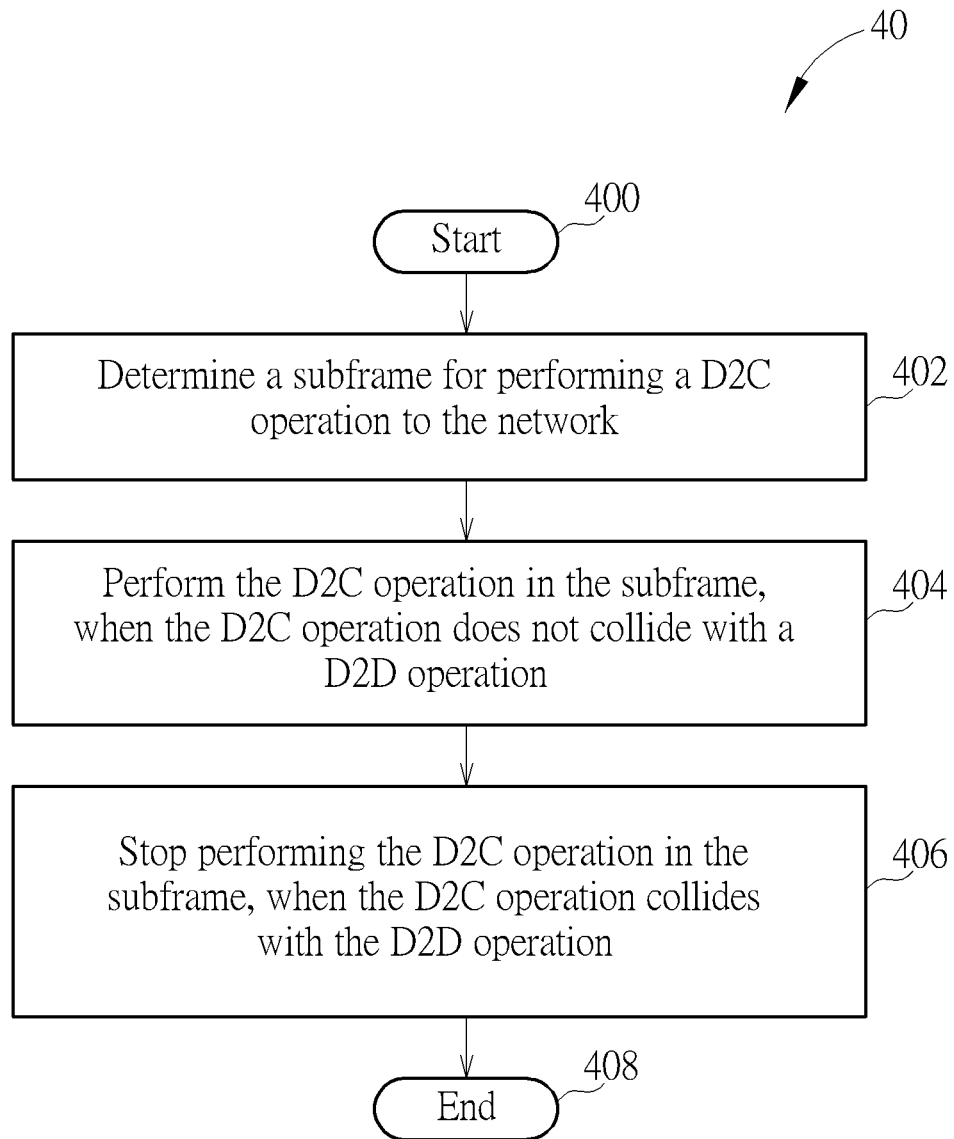 40
400
Start
Determine a subframe for performing a D2C
operation to the network
402
Perform the D2C operation in the subframe,
when the D2C operation does not collide with a
D2D operation
404
Stop performing the D2C operation in the
subframe, when the D2C operation collides
with the D2D operation
406
408
End